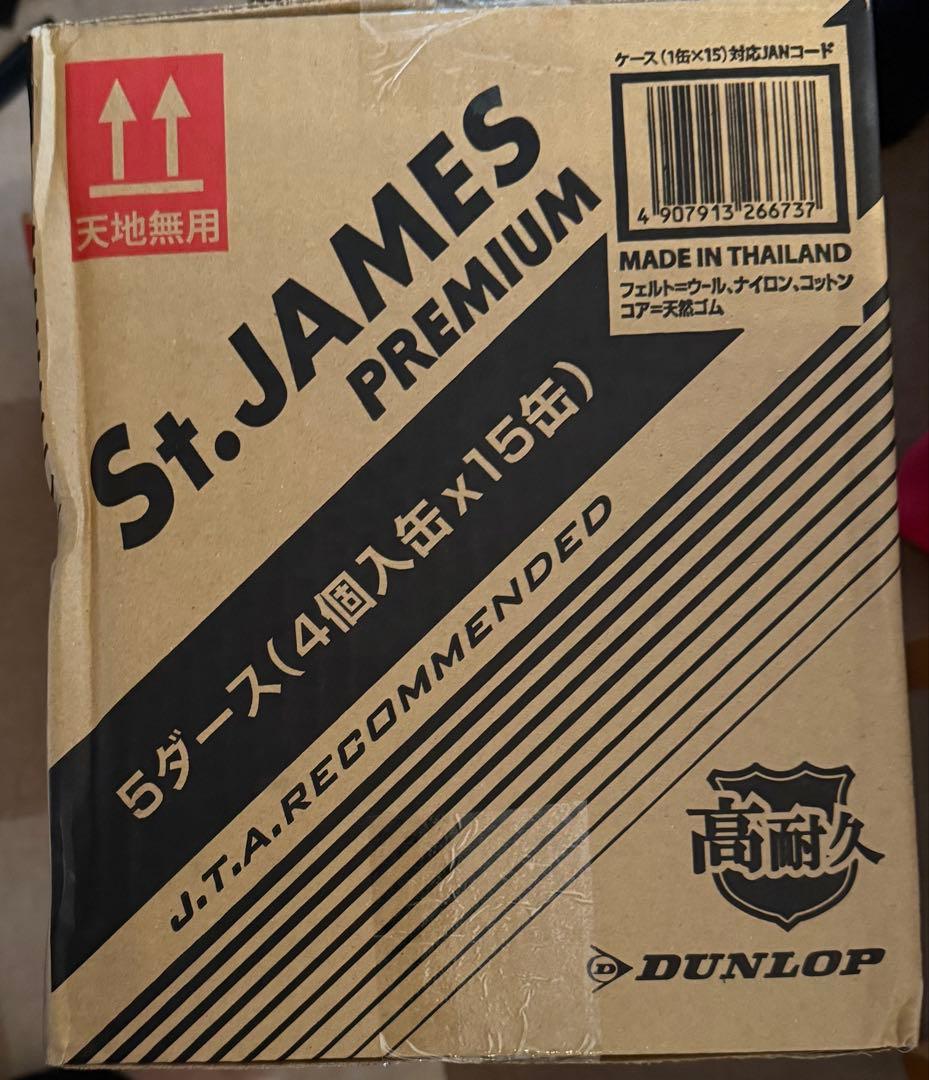 天地無用
ケース(1缶×15)対応JANコード
4 907913 266737
MADE IN THAILAND
フェルト=ウール、ナイロン、コットン
コア=天然ゴム
St.JAMES
PREMIUM
5ダース(4個入缶x15缶)
J.T.A.RECOMMENDED
高耐久
D DUNLOP